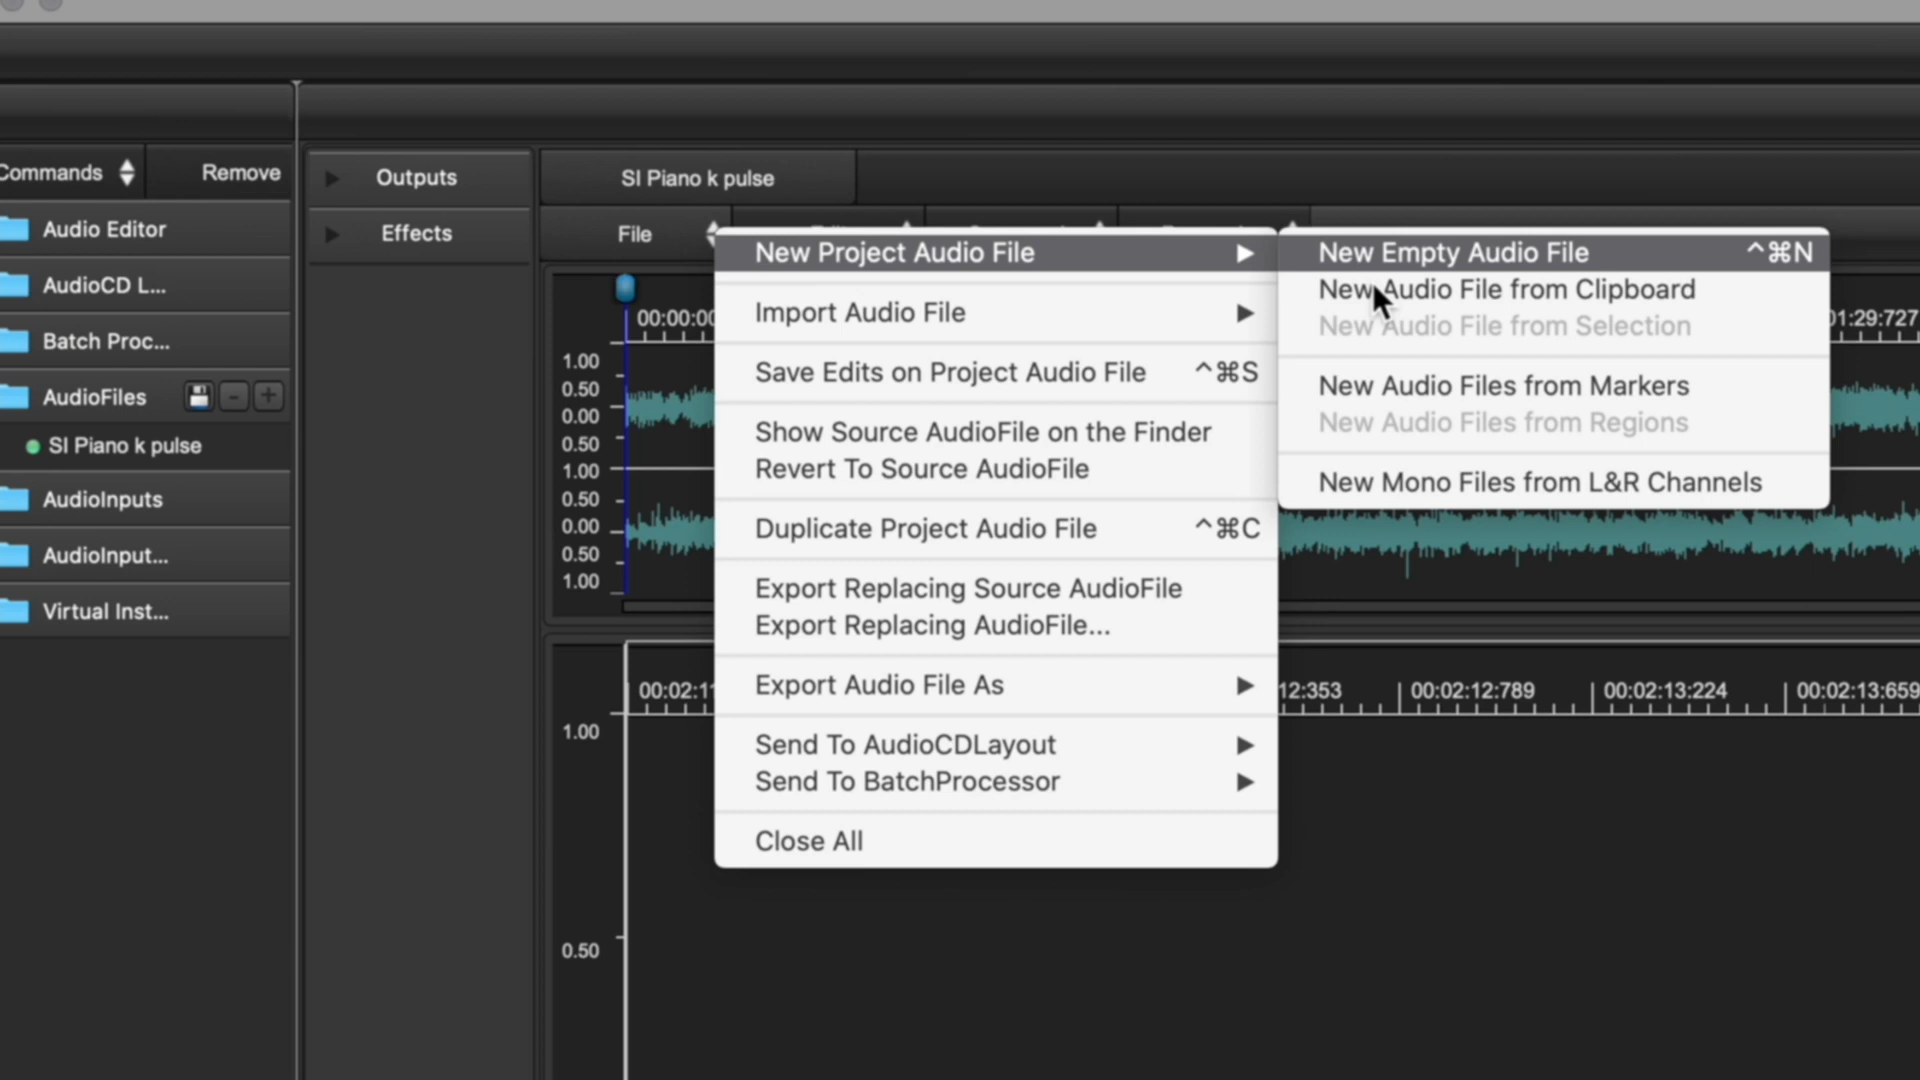 Commands
Remove
Audio Editor
AudioCD L...
Batch Proc...
AudioFiles
SI Piano k pulse
AudioInputs
AudioInput...
Virtual Inst...
Outputs
Effects
SI Piano k pulse
File
00:00:00
01:29:727
1.00
0.50
0.00
0.50
1.00
0.50
0.00
0.50
1.00
New Project Audio File
Import Audio File
Save Edits on Project Audio File ^⌘S
Show Source AudioFile on the Finder
Revert To Source AudioFile
Duplicate Project Audio File ^⌘C
Export Replacing Source AudioFile
Export Replacing AudioFile...
Export Audio File As
Send To AudioCDLayout
Send To BatchProcessor
Close All
New Empty Audio File ^⌘N
New Audio File from Clipboard
New Audio File from Selection
New Audio Files from Markers
New Audio Files from Regions
New Mono Files from L&R Channels
00:02:11
12:353
00:02:12:789
00:02:13:224
00:02:13:659
1.00
0.50